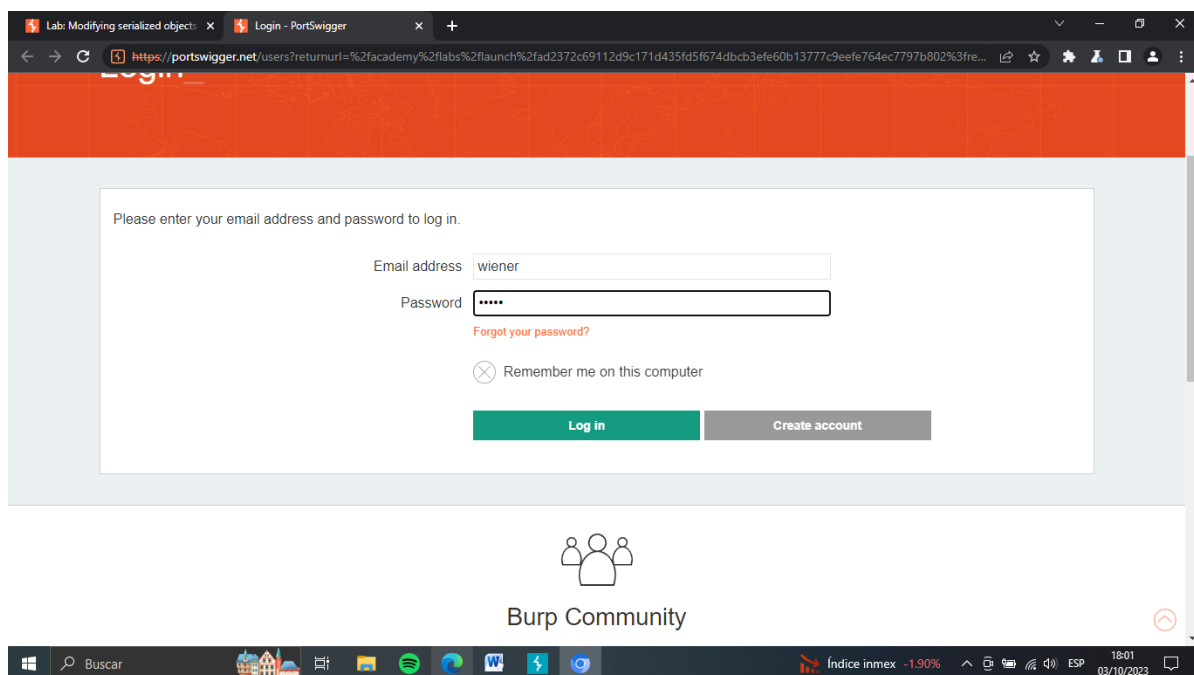 Lab: Modifying serialized objects
Login - PortSwigger
https://portswigger.net/users?returnurl=%2facademy%2flabs%2flaunch%2fad2372c69112d9c171d435fd5f674dbcb3efe60b13777c9eefe764ec7797b802%3fre...
Login_
Please enter your email address and password to log in.
Email address wiener
Password •••••
Forgot your password?
Remember me on this computer
Log in Create account
Burp Community
Buscar
Índice inmex -1.90% ESP
18:01
03/10/2023